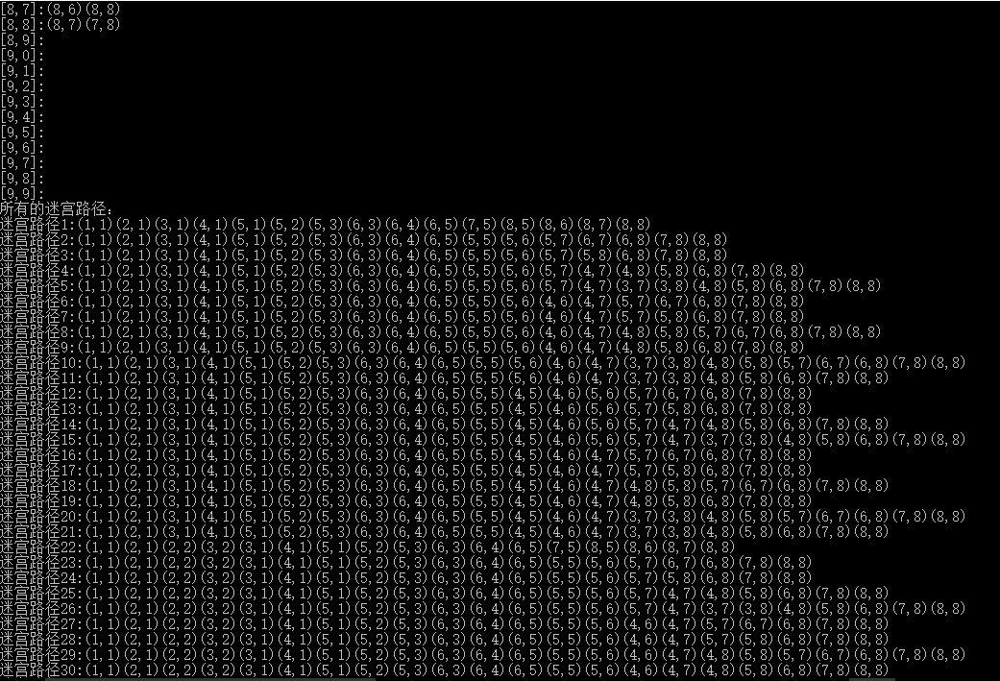 [8,7]:(8,6)(8,8)
[8,8]:(8,7)(7,8)
[8,9]:
[9,0]:
[9,1]:
[9,2]:
[9,3]:
[9,4]:
[9,5]:
[9,6]:
[9,7]:
[9,8]:
[9,9]:
所有的迷宫路径：
迷宫路径1:(1,1)(2,1)(3,1)(4,1)(5,1)(5,2)(5,3)(6,3)(6,4)(6,5)(7,5)(8,5)(8,6)(8,7)(8,8)
迷宫路径2:(1,1)(2,1)(3,1)(4,1)(5,1)(5,2)(5,3)(6,3)(6,4)(6,5)(5,5)(5,6)(5,7)(6,7)(6,8)(7,8)(8,8)
迷宫路径3:(1,1)(2,1)(3,1)(4,1)(5,1)(5,2)(5,3)(6,3)(6,4)(6,5)(5,5)(5,6)(5,7)(5,8)(6,8)(7,8)(8,8)
迷宫路径4:(1,1)(2,1)(3,1)(4,1)(5,1)(5,2)(5,3)(6,3)(6,4)(6,5)(5,5)(5,6)(5,7)(4,7)(4,8)(5,8)(6,8)(7,8)(8,8)
迷宫路径5:(1,1)(2,1)(3,1)(4,1)(5,1)(5,2)(5,3)(6,3)(6,4)(6,5)(5,5)(5,6)(5,7)(4,7)(3,7)(3,8)(4,8)(5,8)(6,8)(7,8)(8,8)
迷宫路径6:(1,1)(2,1)(3,1)(4,1)(5,1)(5,2)(5,3)(6,3)(6,4)(6,5)(5,5)(5,6)(4,6)(4,7)(5,7)(6,7)(6,8)(7,8)(8,8)
迷宫路径7:(1,1)(2,1)(3,1)(4,1)(5,1)(5,2)(5,3)(6,3)(6,4)(6,5)(5,5)(5,6)(4,6)(4,7)(5,7)(5,8)(6,8)(7,8)(8,8)
迷宫路径8:(1,1)(2,1)(3,1)(4,1)(5,1)(5,2)(5,3)(6,3)(6,4)(6,5)(5,5)(5,6)(4,6)(4,7)(4,8)(5,8)(5,7)(6,7)(6,8)(7,8)(8,8)
迷宫路径9:(1,1)(2,1)(3,1)(4,1)(5,1)(5,2)(5,3)(6,3)(6,4)(6,5)(5,5)(5,6)(4,6)(4,7)(4,8)(5,8)(6,8)(7,8)(8,8)
迷宫路径10:(1,1)(2,1)(3,1)(4,1)(5,1)(5,2)(5,3)(6,3)(6,4)(6,5)(5,5)(5,6)(4,6)(4,7)(3,7)(3,8)(4,8)(5,8)(5,7)(6,7)(6,8)(7,8)(8,8)
迷宫路径11:(1,1)(2,1)(3,1)(4,1)(5,1)(5,2)(5,3)(6,3)(6,4)(6,5)(5,5)(5,6)(4,6)(4,7)(3,7)(3,8)(4,8)(5,8)(6,8)(7,8)(8,8)
迷宫路径12:(1,1)(2,1)(3,1)(4,1)(5,1)(5,2)(5,3)(6,3)(6,4)(6,5)(5,5)(4,5)(4,6)(5,6)(5,7)(6,7)(6,8)(7,8)(8,8)
迷宫路径13:(1,1)(2,1)(3,1)(4,1)(5,1)(5,2)(5,3)(6,3)(6,4)(6,5)(5,5)(4,5)(4,6)(5,6)(5,7)(5,8)(6,8)(7,8)(8,8)
迷宫路径14:(1,1)(2,1)(3,1)(4,1)(5,1)(5,2)(5,3)(6,3)(6,4)(6,5)(5,5)(4,5)(4,6)(5,6)(5,7)(4,7)(4,8)(5,8)(6,8)(7,8)(8,8)
迷宫路径15:(1,1)(2,1)(3,1)(4,1)(5,1)(5,2)(5,3)(6,3)(6,4)(6,5)(5,5)(4,5)(4,6)(5,6)(5,7)(4,7)(3,7)(3,8)(4,8)(5,8)(6,8)(7,8)(8,8)
迷宫路径16:(1,1)(2,1)(3,1)(4,1)(5,1)(5,2)(5,3)(6,3)(6,4)(6,5)(5,5)(4,5)(4,6)(4,7)(5,7)(6,7)(6,8)(7,8)(8,8)
迷宫路径17:(1,1)(2,1)(3,1)(4,1)(5,1)(5,2)(5,3)(6,3)(6,4)(6,5)(5,5)(4,5)(4,6)(4,7)(5,7)(5,8)(6,8)(7,8)(8,8)
迷宫路径18:(1,1)(2,1)(3,1)(4,1)(5,1)(5,2)(5,3)(6,3)(6,4)(6,5)(5,5)(4,5)(4,6)(4,7)(4,8)(5,8)(5,7)(6,7)(6,8)(7,8)(8,8)
迷宫路径19:(1,1)(2,1)(3,1)(4,1)(5,1)(5,2)(5,3)(6,3)(6,4)(6,5)(5,5)(4,5)(4,6)(4,7)(4,8)(5,8)(6,8)(7,8)(8,8)
迷宫路径20:(1,1)(2,1)(3,1)(4,1)(5,1)(5,2)(5,3)(6,3)(6,4)(6,5)(5,5)(4,5)(4,6)(4,7)(3,7)(3,8)(4,8)(5,8)(5,7)(6,7)(6,8)(7,8)(8,8)
迷宫路径21:(1,1)(2,1)(3,1)(4,1)(5,1)(5,2)(5,3)(6,3)(6,4)(6,5)(5,5)(4,5)(4,6)(4,7)(3,7)(3,8)(4,8)(5,8)(6,8)(7,8)(8,8)
迷宫路径22:(1,1)(2,1)(2,2)(3,2)(3,1)(4,1)(5,1)(5,2)(5,3)(6,3)(6,4)(6,5)(7,5)(8,5)(8,6)(8,7)(8,8)
迷宫路径23:(1,1)(2,1)(2,2)(3,2)(3,1)(4,1)(5,1)(5,2)(5,3)(6,3)(6,4)(6,5)(5,5)(5,6)(5,7)(6,7)(6,8)(7,8)(8,8)
迷宫路径24:(1,1)(2,1)(2,2)(3,2)(3,1)(4,1)(5,1)(5,2)(5,3)(6,3)(6,4)(6,5)(5,5)(5,6)(5,7)(5,8)(6,8)(7,8)(8,8)
迷宫路径25:(1,1)(2,1)(2,2)(3,2)(3,1)(4,1)(5,1)(5,2)(5,3)(6,3)(6,4)(6,5)(5,5)(5,6)(5,7)(4,7)(4,8)(5,8)(6,8)(7,8)(8,8)
迷宫路径26:(1,1)(2,1)(2,2)(3,2)(3,1)(4,1)(5,1)(5,2)(5,3)(6,3)(6,4)(6,5)(5,5)(5,6)(5,7)(4,7)(3,7)(3,8)(4,8)(5,8)(6,8)(7,8)(8,8)
迷宫路径27:(1,1)(2,1)(2,2)(3,2)(3,1)(4,1)(5,1)(5,2)(5,3)(6,3)(6,4)(6,5)(5,5)(5,6)(4,6)(4,7)(5,7)(6,7)(6,8)(7,8)(8,8)
迷宫路径28:(1,1)(2,1)(2,2)(3,2)(3,1)(4,1)(5,1)(5,2)(5,3)(6,3)(6,4)(6,5)(5,5)(5,6)(4,6)(4,7)(5,7)(5,8)(6,8)(7,8)(8,8)
迷宫路径29:(1,1)(2,1)(2,2)(3,2)(3,1)(4,1)(5,1)(5,2)(5,3)(6,3)(6,4)(6,5)(5,5)(5,6)(4,6)(4,7)(4,8)(5,8)(5,7)(6,7)(6,8)(7,8)(8,8)
迷宫路径30:(1,1)(2,1)(2,2)(3,2)(3,1)(4,1)(5,1)(5,2)(5,3)(6,3)(6,4)(6,5)(5,5)(5,6)(4,6)(4,7)(4,8)(5,8)(6,8)(7,8)(8,8)